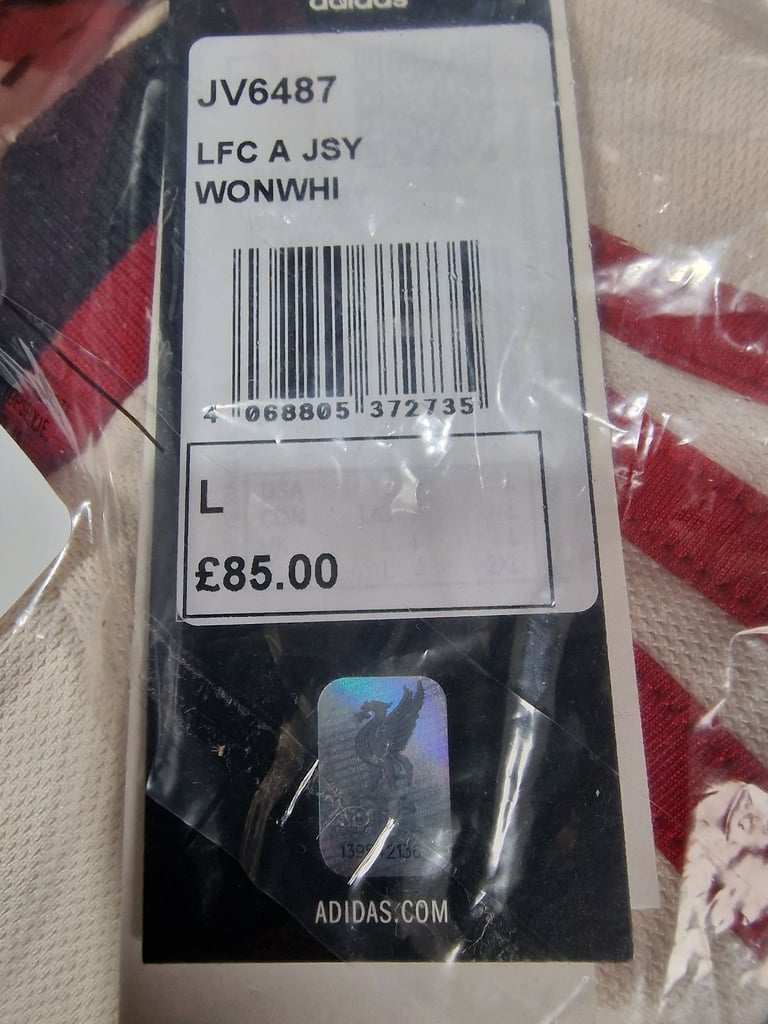 adidas
JV6487
LFC A JSY
WONWHI
4 068805 372735
L
£85.00
ADIDAS.COM